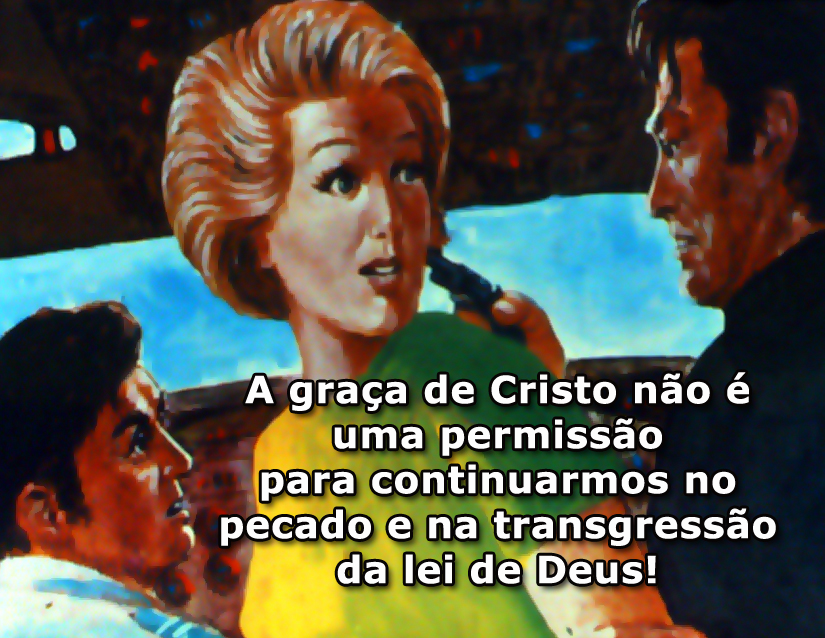 A graça de Cristo não é
uma permissão
para continuarmos no
pecado e na transgressão
da lei de Deus!